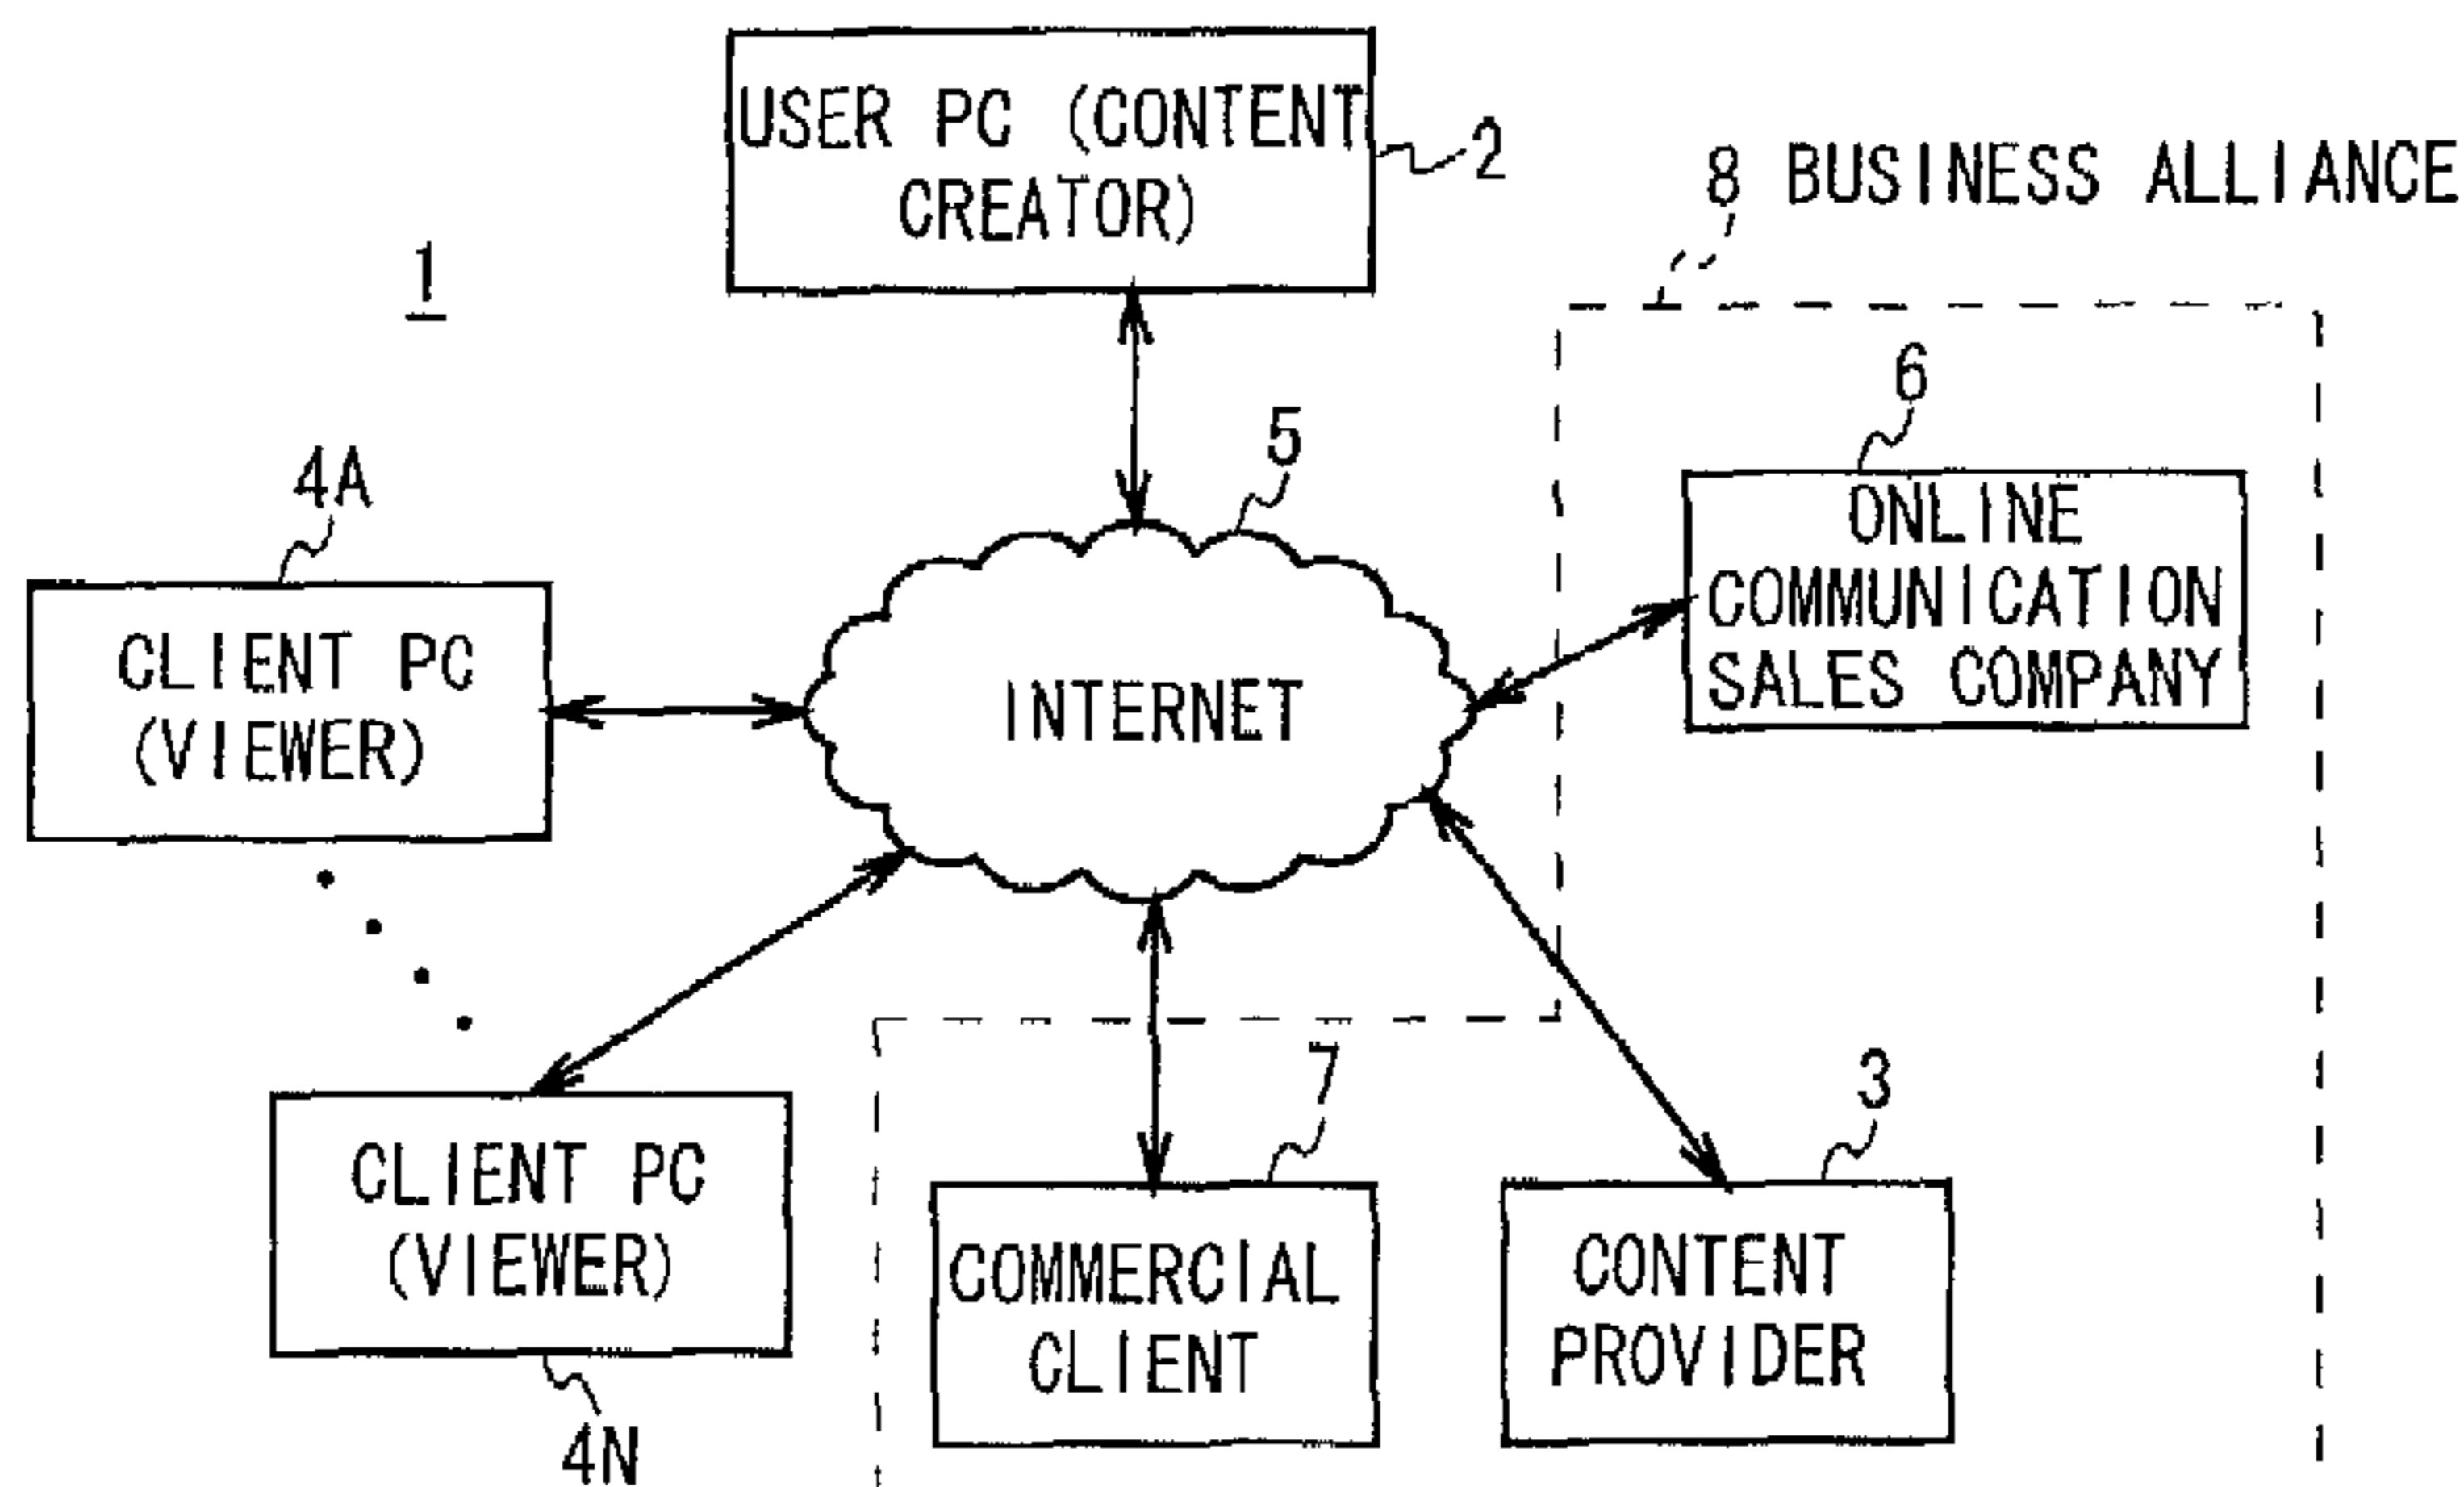 USER PC (CONTENT
CREATOR)
2
8 BUSINESS ALLIANCE
1
6
5
4A
ONLINE
COMMUNICATION
SALES COMPANY
CLIENT PC
(VIEWER)
INTERNET
7
3
CLIENT PC
(VIEWER)
COMMERCIAL
CLIENT
CONTENT
PROVIDER
4N